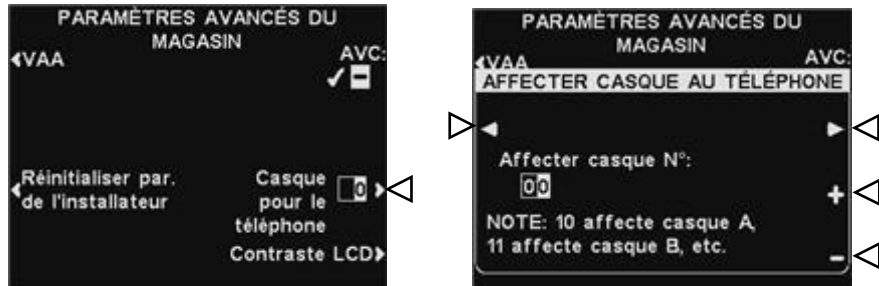 PARAMÈTRES AVANCÉS DU
MAGASIN
VAA
AVC:
Réinitialiser par.
de l'installateur
Casque
pour le
téléphone
0
Contraste LCD
PARAMÈTRES AVANCÉS DU
MAGASIN
VAA
AVC:
AFFECTER CASQUE AU TÉLÉPHONE
Affecter casque N°:
00
+
NOTE: 10 affecte casque A,
11 affecte casque B, etc.
-